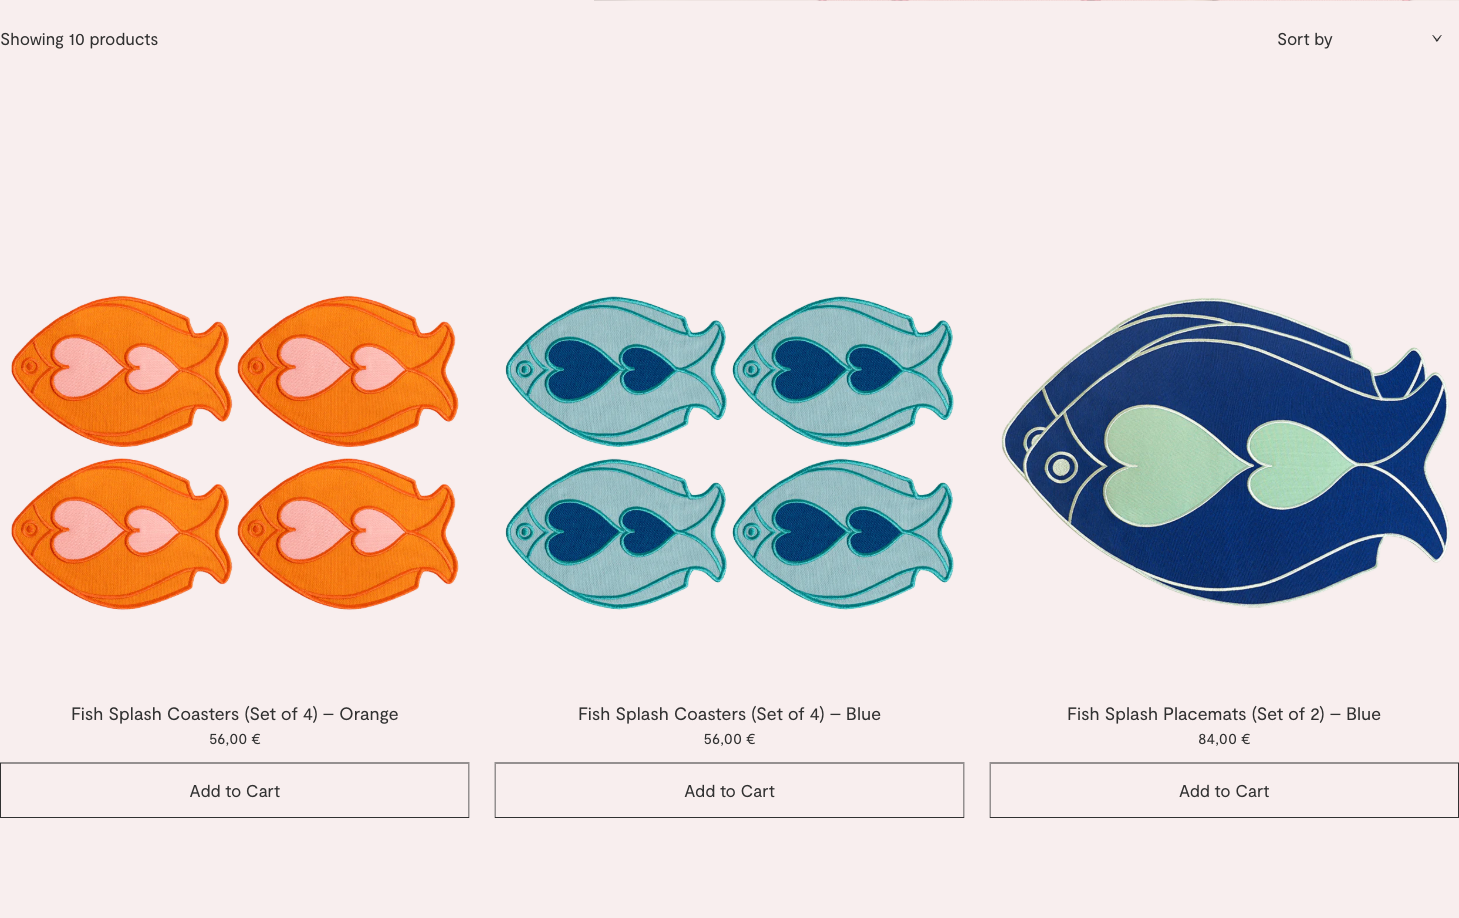 Showing 10 products
Sort by
Fish Splash Coasters (Set of 4) – Orange
56,00 €
Add to Cart
Fish Splash Coasters (Set of 4) – Blue
56,00 €
Add to Cart
Fish Splash Placemats (Set of 2) – Blue
84,00 €
Add to Cart